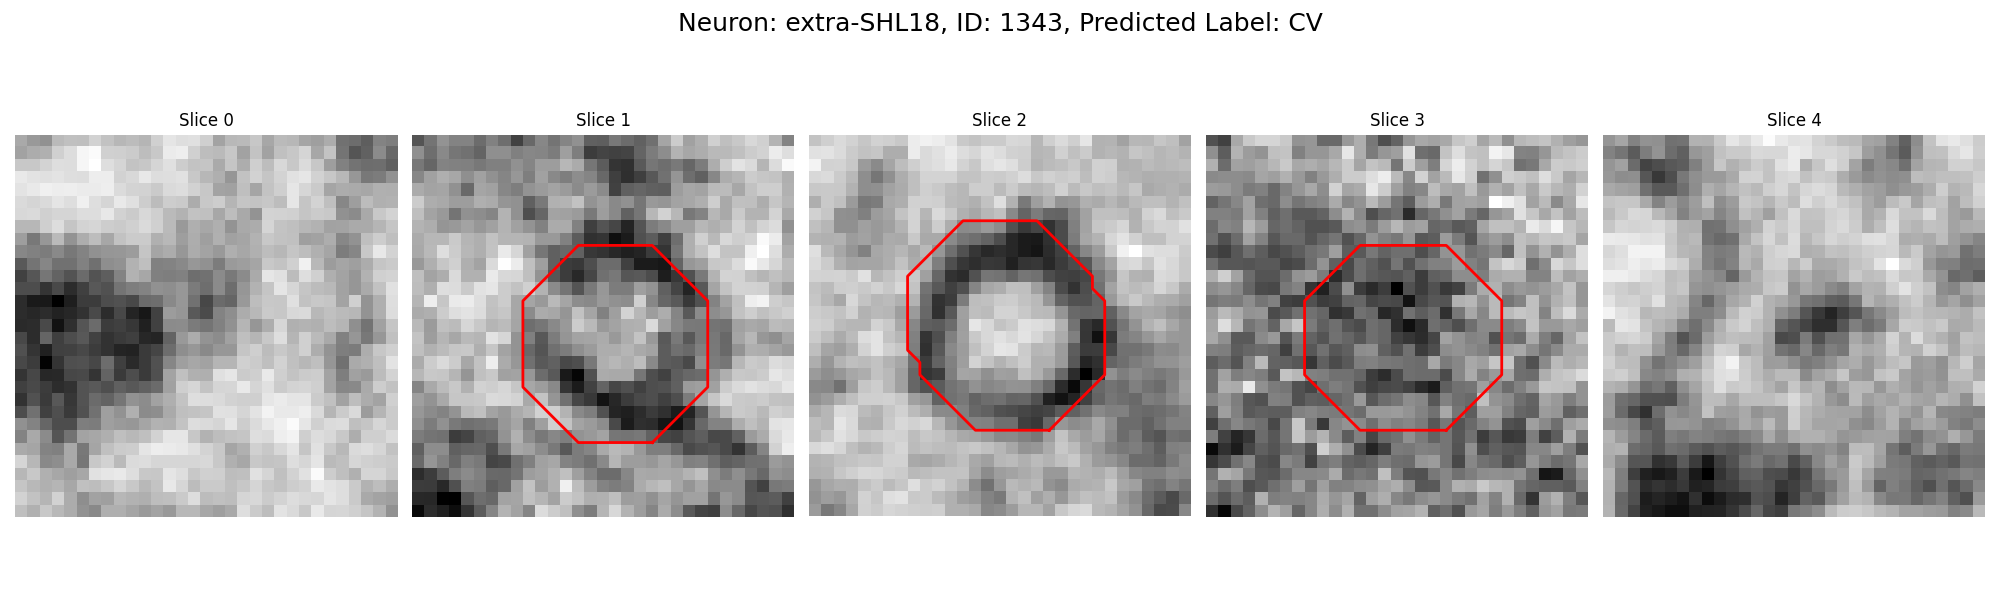 Neuron: extra-SHL18, ID: 1343, Predicted Label: CV
Slice 0
Slice 1
Slice 2
Slice 3
Slice 4